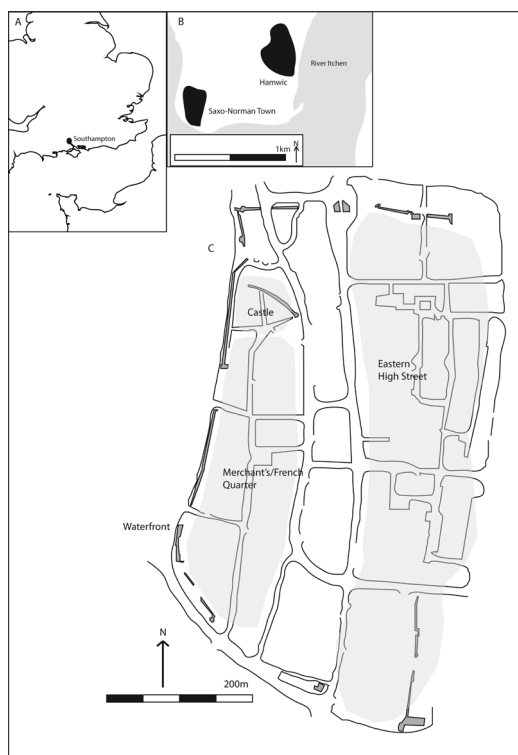 A
Southampton
B
Hamwic
River Itchen
Saxo-Norman Town
1km
N
C
Castle
Eastern
High Street
Merchant's/French
Quarter
Waterfront
N
200m